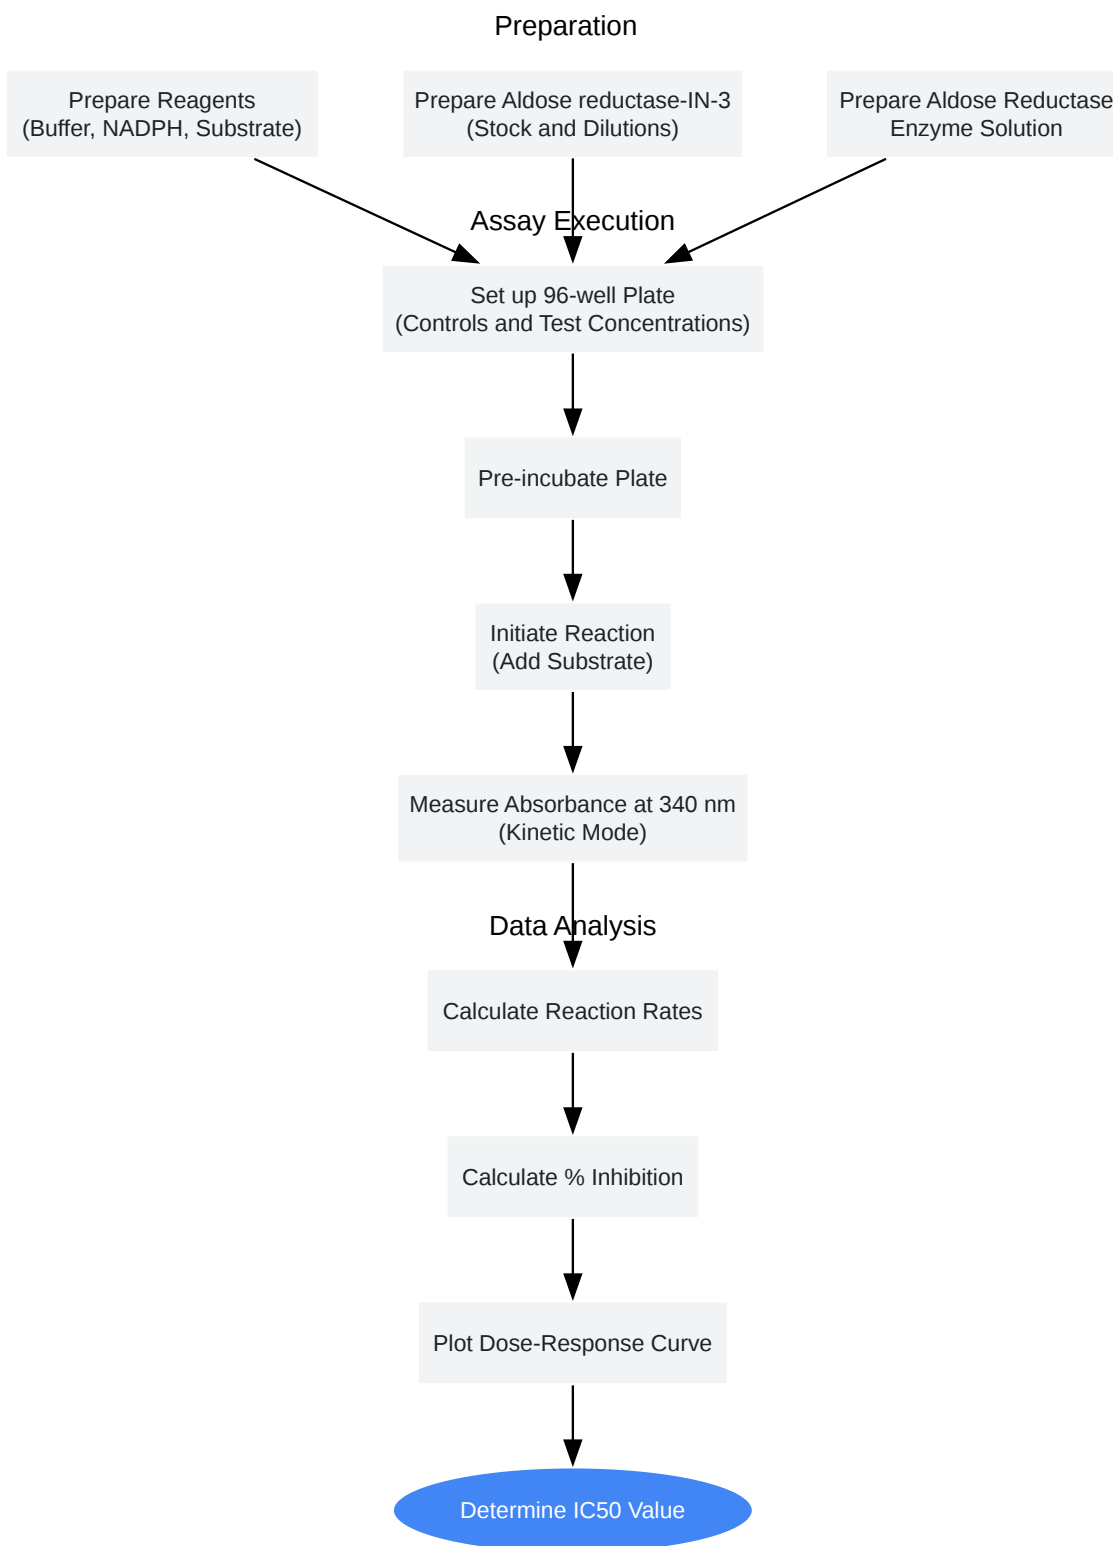 Preparation
Prepare Reagents
(Buffer, NADPH, Substrate)
Prepare Aldose reductase-IN-3
(Stock and Dilutions)
Prepare Aldose Reductase
Enzyme Solution
Assay Execution
Set up 96-well Plate
(Controls and Test Concentrations)
Pre-incubate Plate
Initiate Reaction
(Add Substrate)
Measure Absorbance at 340 nm
(Kinetic Mode)
Data Analysis
Calculate Reaction Rates
Calculate % Inhibition
Plot Dose-Response Curve
Determine IC50 Value